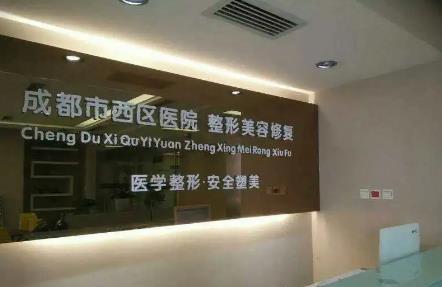 成都市西区医院 整形美容修复
Cheng Du Xi Qu Yi Yuan Zheng Xing Mei Rong Xiu Fu
医学整形·安全塑美